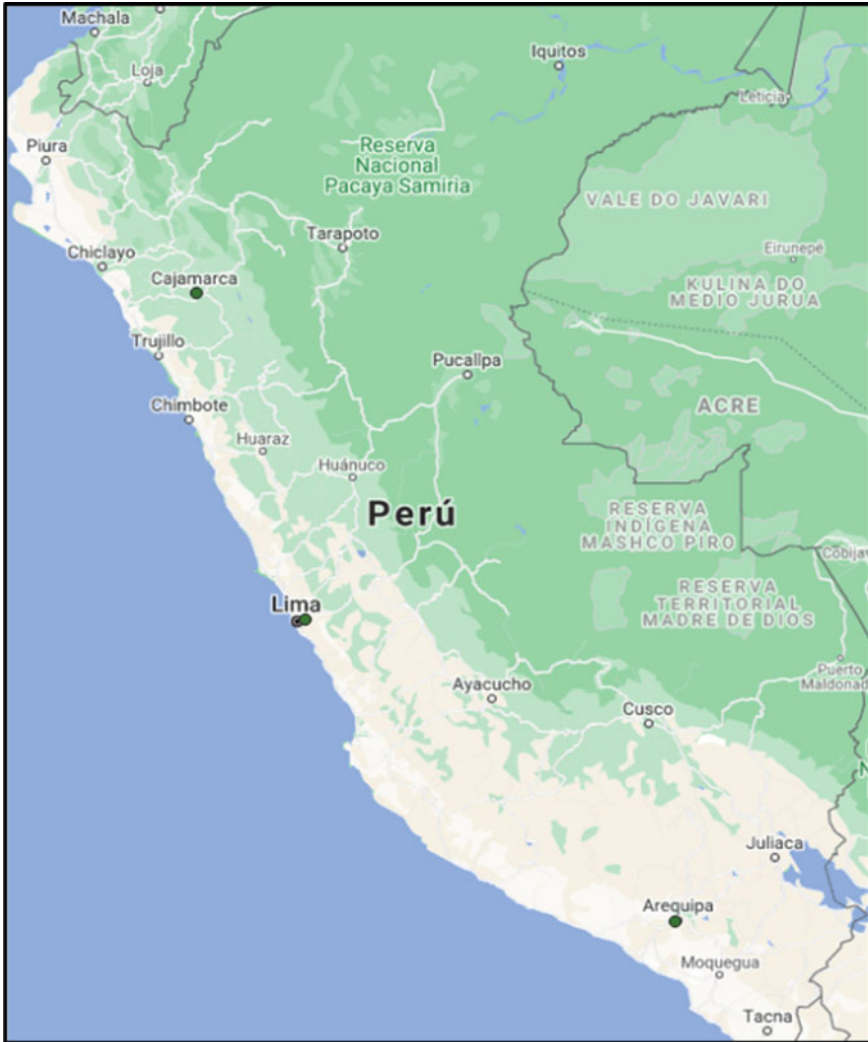 Machala
Iquitos
Loja
Leticia
Piura
Reserva
Nacional
Pacaya Samiria
VALE DO JAVARI
Tarapoto
Chiclayo
Eirunepé
Cajamarca
KULINA DO
MEDIO JURUA
Trujillo
Pucallpa
Chimbote
ACRE
Huaraz
Huánuco
Perú
RESERVA
INDÍGENA
MASHCO PIRO
Cobija
RESERVA
TERRITORIAL
MADRE DE DIOS
Lima
Puerto
Maldonad
Ayacucho
Cusco
N
Juliaca
Arequipa
Moquegua
Tacna